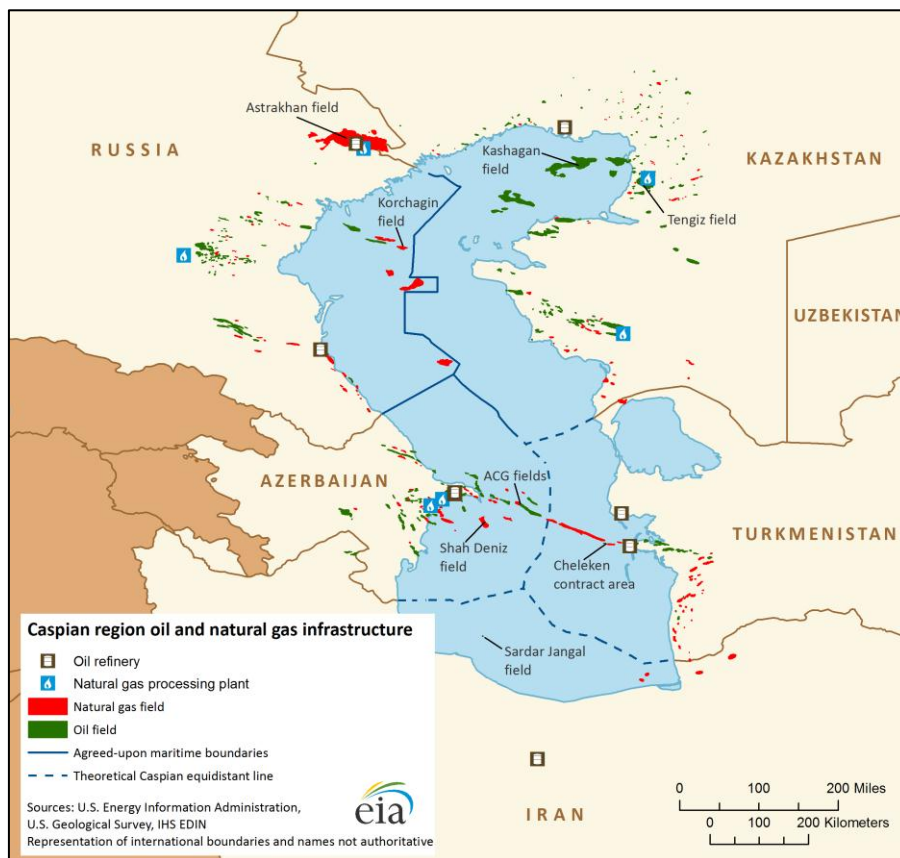 Astrakhan field
RUSSIA
Kashagan
field
KAZAKHSTAN
Korchagin
field
Tengiz field
UZBEKISTAN
AZERBAIJAN
ACG fields
Shah Deniz
field
Cheleken
contract area
TURKMENISTAN
Sardar Jangal
field
IRAN
Caspian region oil and natural gas infrastructure
Oil refinery
Natural gas processing plant
Natural gas field
Oil field
Agreed-upon maritime boundaries
Theoretical Caspian equidistant line
Sources: U.S. Energy Information Administration,
U.S. Geological Survey, IHS EDIN
Representation of international boundaries and names not authoritative
eia
0 100 200 Miles
0 100 200 Kilometers